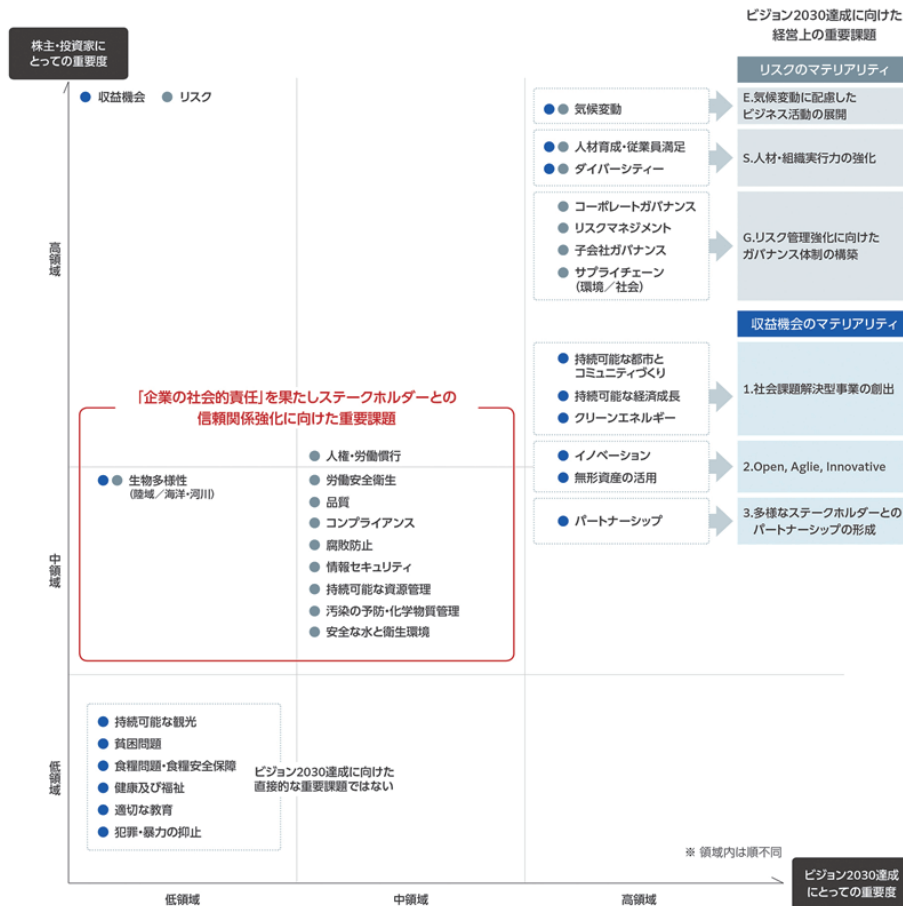 ビジョン2030達成に向けた
経営上の重要課題
株主・投資家に
とっての重要度
リスクのマテリアリティ
収益機会 リスク
気候変動
E.気候変動に配慮した
ビジネス活動の展開
人材育成・従業員満足
ダイバーシティー
S.人材・組織実行力の強化
コーポレートガバナンス
リスクマネジメント
子会社ガバナンス
サプライチェーン
(環境／社会)
G.リスク管理強化に向けた
ガバナンス体制の構築
高領域
収益機会のマテリアリティ
持続可能な都市と
コミュニティづくり
持続可能な経済成長
クリーンエネルギー
1.社会課題解決型事業の創出
「企業の社会的責任」を果たしステークホルダーとの
信頼関係強化に向けた重要課題
イノベーション
無形資産の活用
2.Open, Aglie, Innovative
パートナーシップ
3.多様なステークホルダーとの
パートナーシップの形成
人権・労働慣行
生物多様性
(陸域／海洋・河川)
労働安全衛生
品質
コンプライアンス
腐敗防止
情報セキュリティ
持続可能な資源管理
汚染の予防・化学物質管理
安全な水と衛生環境
中領域
持続可能な観光
貧困問題
食糧問題・食糧安全保障
健康及び福祉
適切な教育
犯罪・暴力の抑止
ビジョン2030達成に向けた
直接的な重要課題ではない
低領域
※ 領域内は順不同
低領域 中領域 高領域
ビジョン2030達成
にとっての重要度